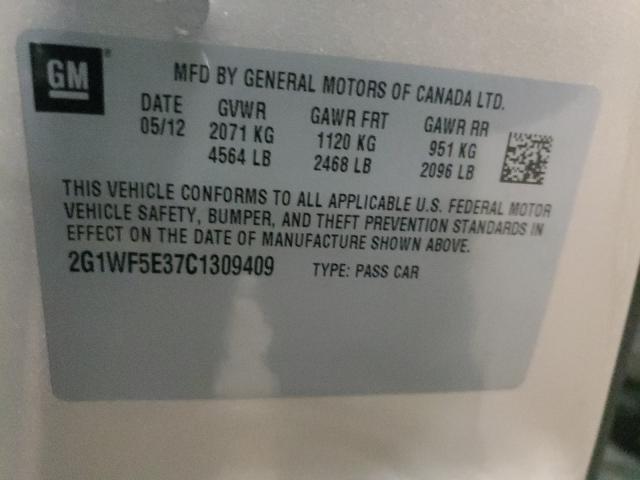 GM
MFD BY GENERAL MOTORS OF CANADA LTD.
DATE GVWR GAWR FRT GAWR RR
05/12 2071 KG 1120 KG 951 KG
4564 LB 2468 LB 2096 LB
THIS VEHICLE CONFORMS TO ALL APPLICABLE U.S. FEDERAL MOTOR
VEHICLE SAFETY, BUMPER, AND THEFT PREVENTION STANDARDS IN
EFFECT ON THE DATE OF MANUFACTURE SHOWN ABOVE.
2G1WF5E37C1309409 TYPE: PASS CAR